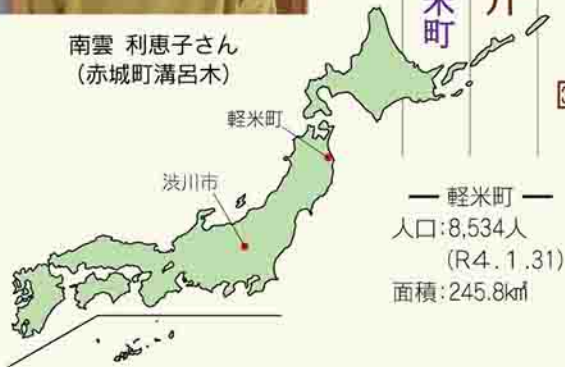 米町
川
南雲 利恵子さん
(赤城町溝呂木)
軽米町
渋川市
― 軽米町 ―
人口:8,534人
(R4.1.31)
面積:245.8㎢